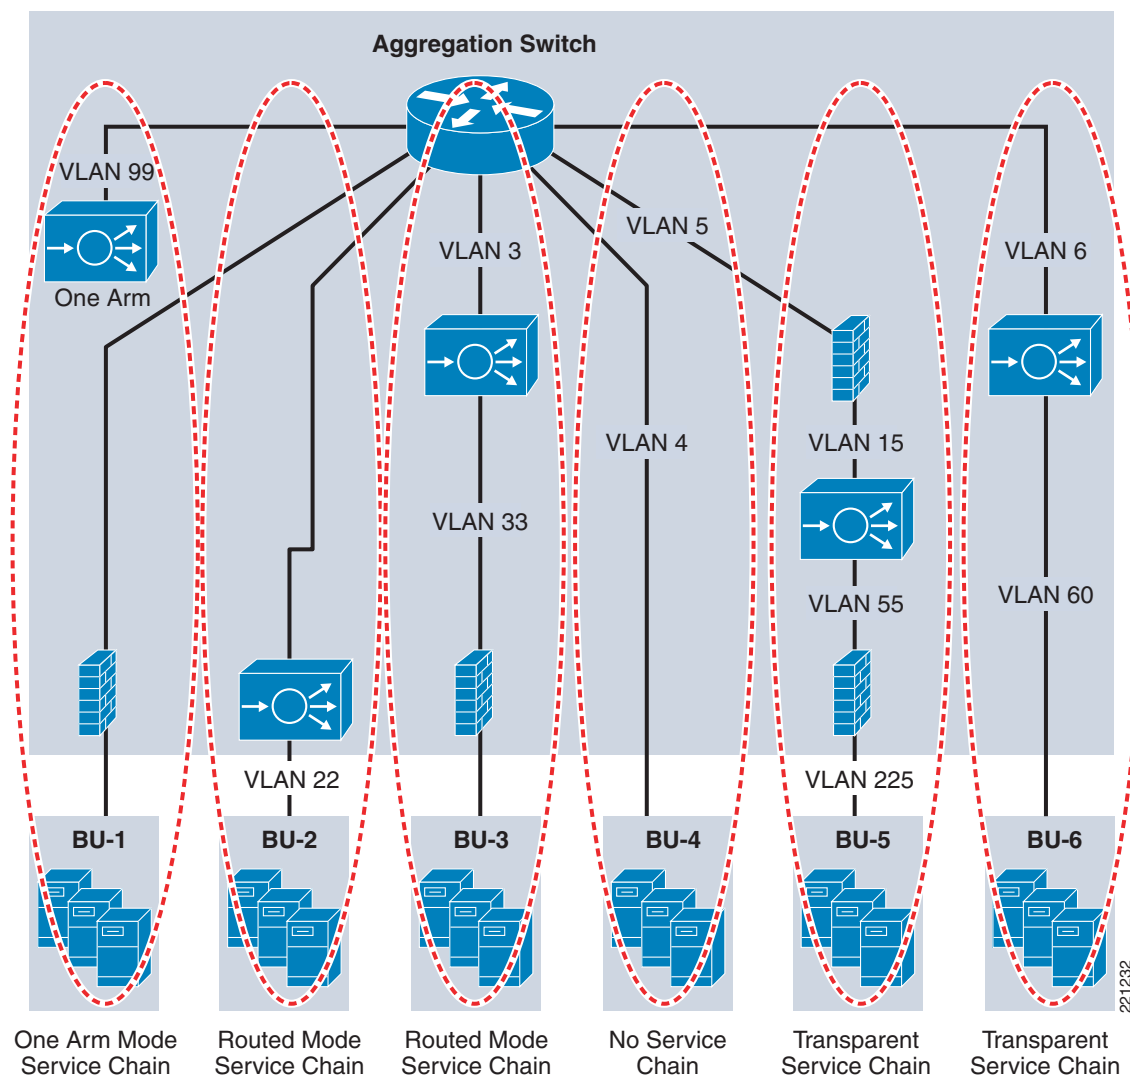 Aggregation Switch
VLAN 99
One Arm
VLAN 3
VLAN 5
VLAN 6
VLAN 4
VLAN 15
VLAN 33
VLAN 55
VLAN 60
VLAN 22
VLAN 225
BU-1
BU-2
BU-3
BU-4
BU-5
BU-6
221232
One Arm Mode
Service Chain
Routed Mode
Service Chain
Routed Mode
Service Chain
No Service
Chain
Transparent
Service Chain
Transparent
Service Chain